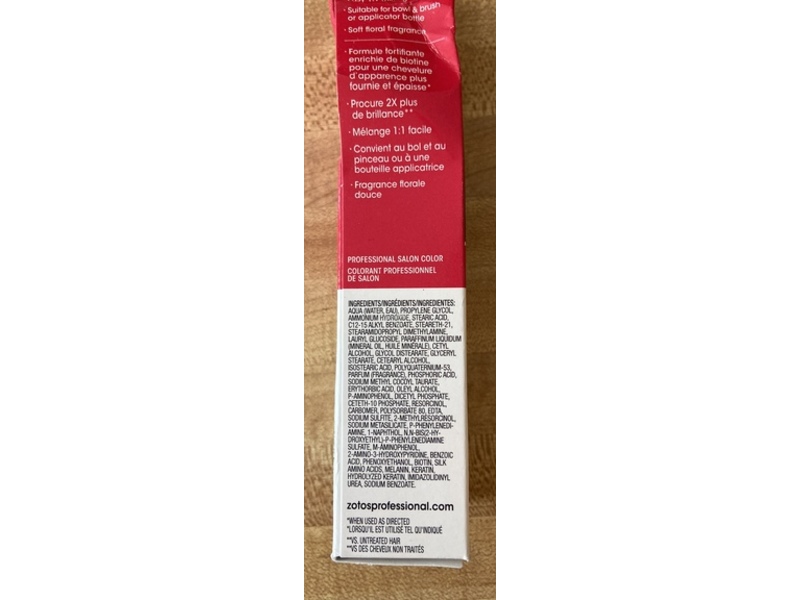 · Suitable for bowl & brush
or applicator bottle
· Soft floral fragrance
· Formule fortifiante
enrichie de biotine
pour une chevelure
d'apparence plus
fournie et épaisse*
· Procure 2X plus
de brillance**
· Mélange 1:1 facile
· Convient au bol et au
pinceau ou à une
bouteille applicatrice
· Fragrance florale
douce
PROFESSIONAL SALON COLOR
COLORANT PROFESSIONNEL
DE SALON
INGREDIENTS/INGRÉDIENTS/INGREDIENTES:
AQUA (WATER, EAU), PROPYLENE GLYCOL,
AMMONIUM HYDROXIDE, STEARIC ACID,
C12-15 ALKYL BENZOATE, STEARETH-21,
STEARAMIDOPROPYL DIMETHYLAMINE,
LAURYL GLUCOSIDE, PARAFFINUM LIQUIDUM
(MINERAL OIL, HUILE MINÉRALE), CETYL
ALCOHOL, GLYCOL DISTEARATE, GLYCERYL
STEARATE, CETEARYL ALCOHOL,
ISOSTEARIC ACID, POLYQUATERNIUM-53,
PARFUM (FRAGRANCE), PHOSPHORIC ACID,
SODIUM METHYL COCOYL TAURATE,
ERYTHORBIC ACID, OLEYL ALCOHOL,
P-AMINOPHENOL, DICETYL PHOSPHATE,
CETETH-10 PHOSPHATE, RESORCINOL,
CARBOMER, POLYSORBATE 80, EDTA,
SODIUM SULFITE, 2-METHYLRESORCINOL,
SODIUM METASILICATE, P-PHENYLENEDI-
AMINE, 1-NAPHTHOL, N,N-BIS(2-HY-
DROXYETHYL)-P-PHENYLENEDIAMINE
SULFATE, M-AMINOPHENOL,
2-AMINO-3-HYDROXYPYRIDINE, BENZOIC
ACID, PHENOXYETHANOL, BIOTIN, SILK
AMINO ACIDS, MELANIN, KERATIN,
HYDROLYZED KERATIN, IMIDAZOLIDINYL
UREA, SODIUM BENZOATE.
zotosprofessional.com
*WHEN USED AS DIRECTED
*LORSQU'IL EST UTILISÉ TEL QU'INDIQUÉ
**VS. UNTREATED HAIR
**VS DES CHEVEUX NON TRAITÉS